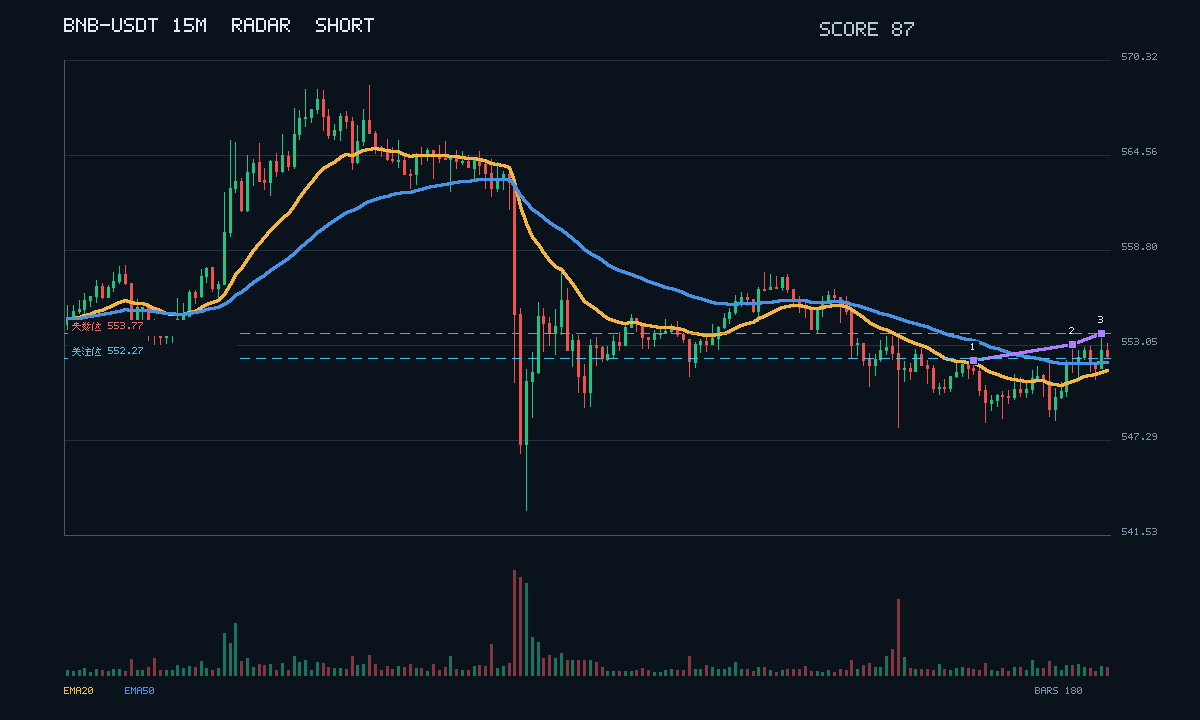 BNB-USDT 15M RADAR SHORT
SCORE 87
570.32
564.56
558.80
失效位 553.77
关注位 552.27
553.05
547.29
541.53
1
2
3
EMA20
EMA50
BARS 180